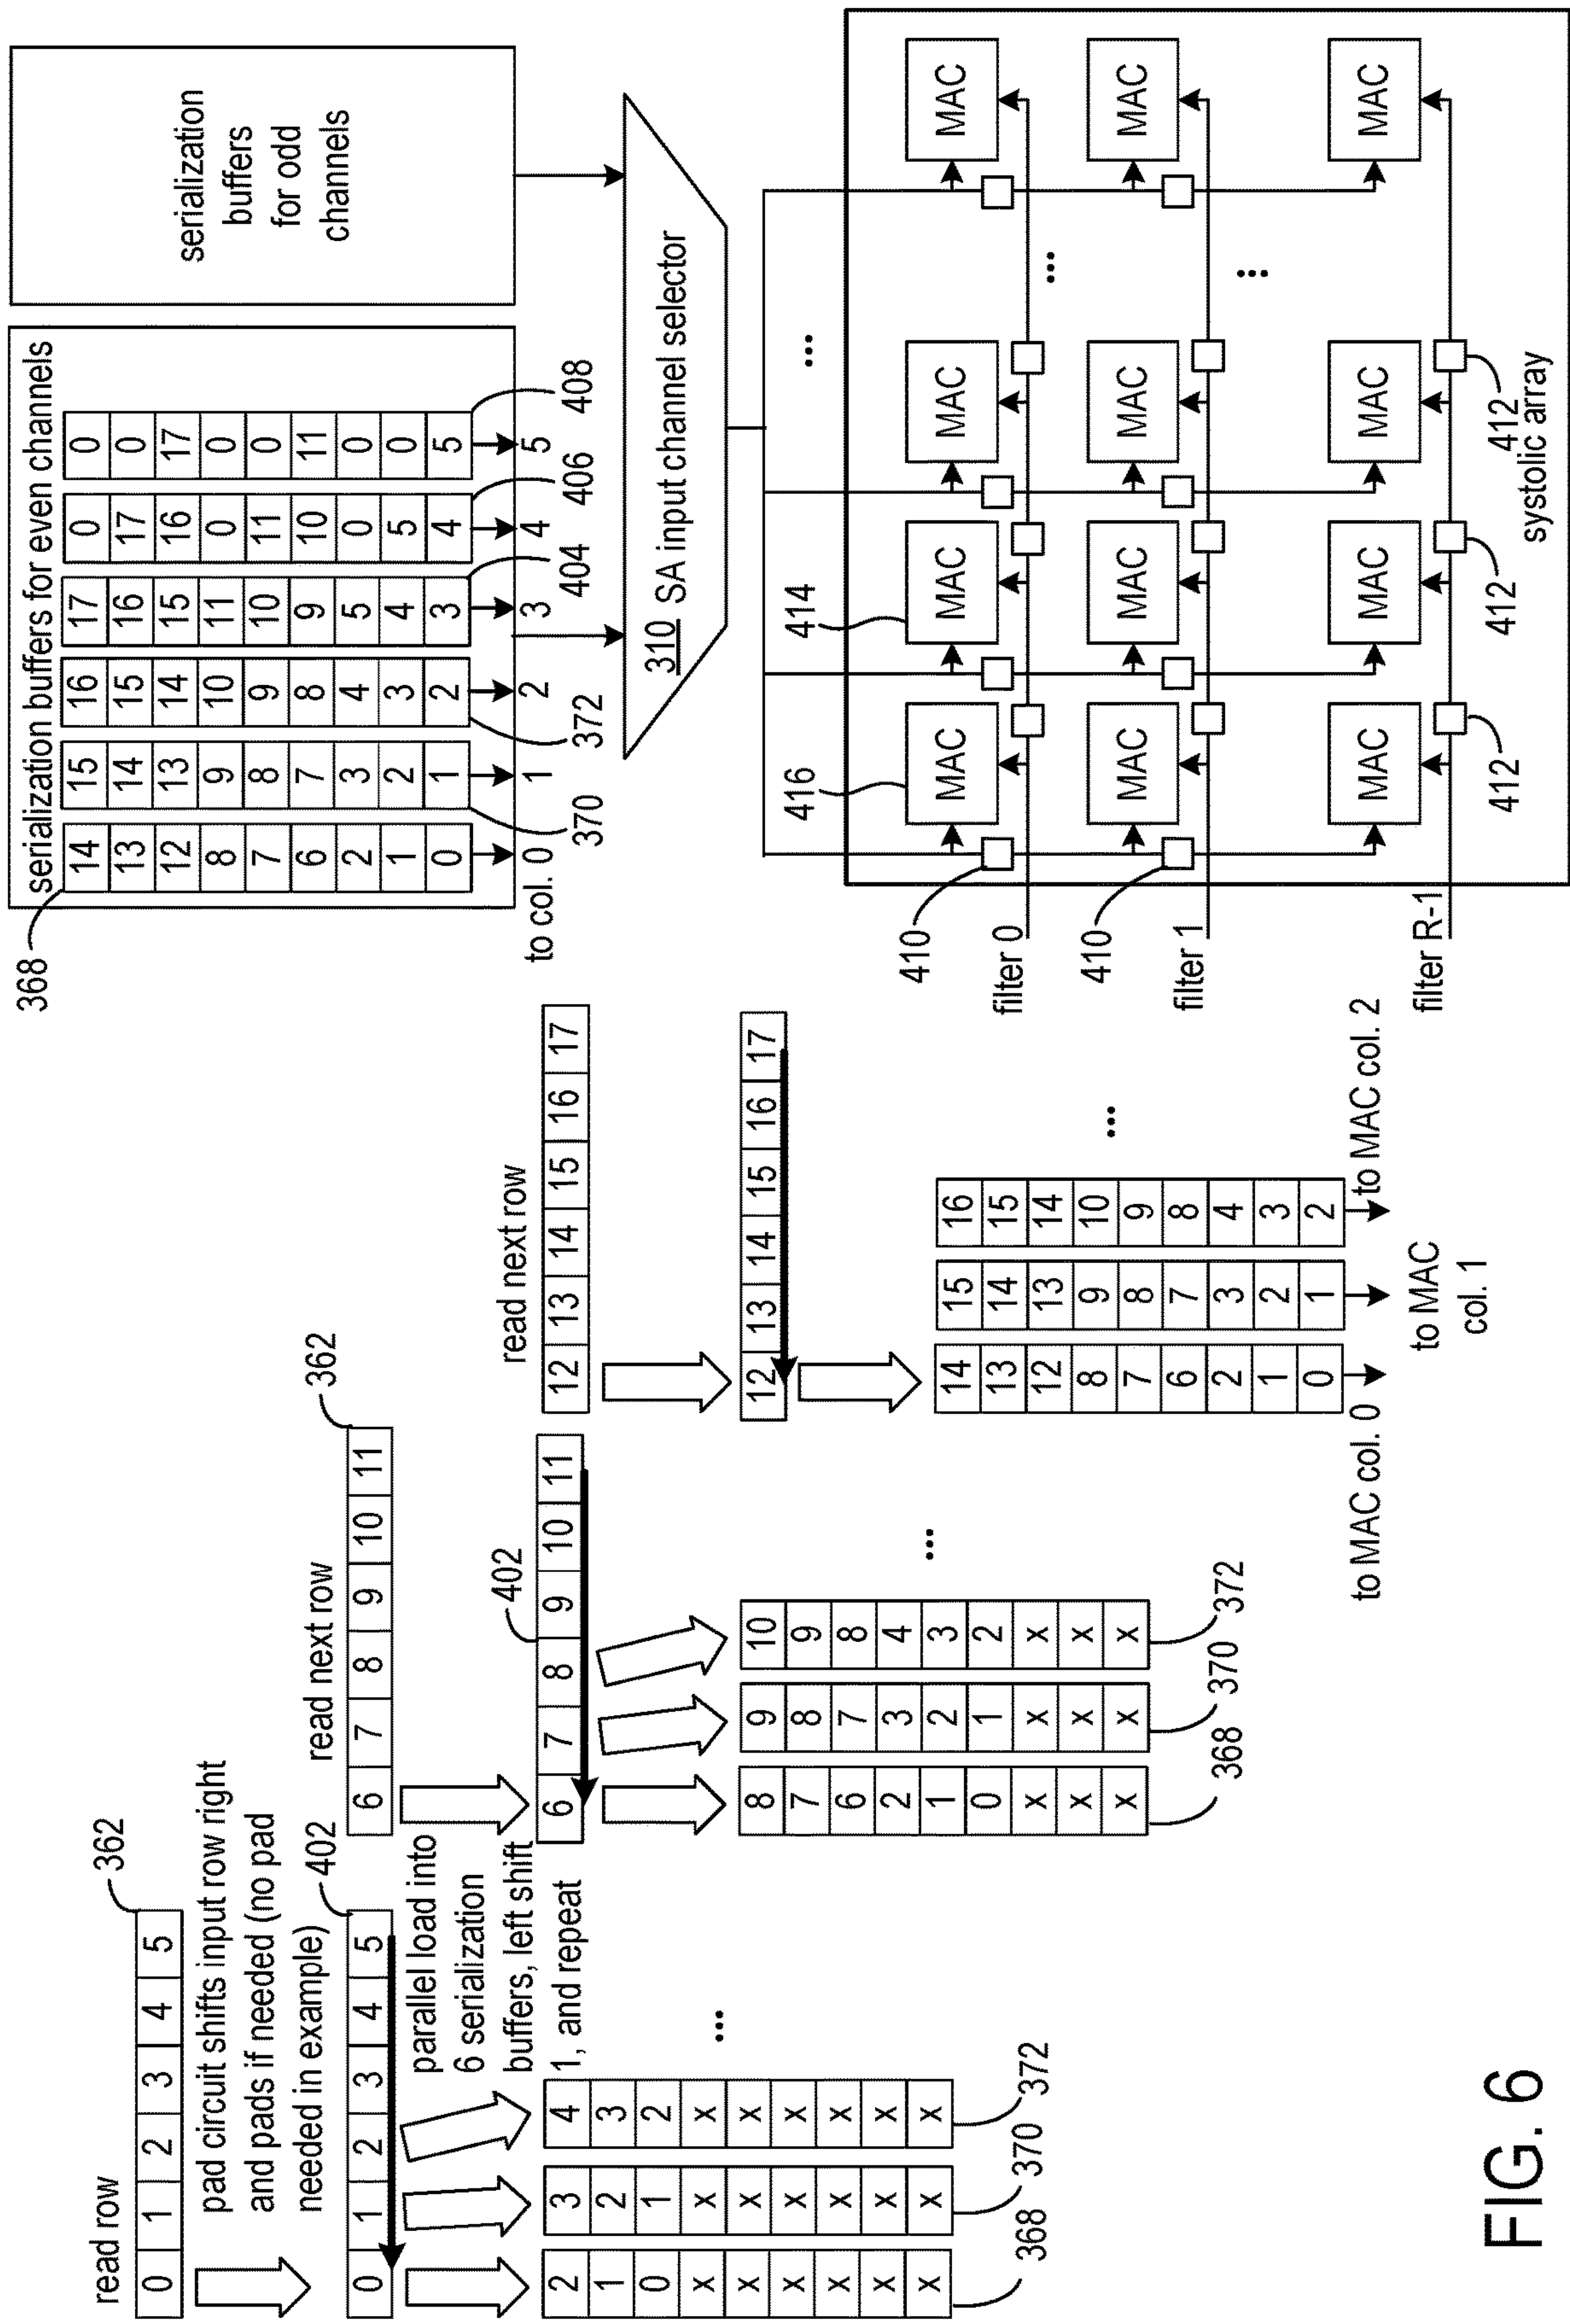 read row
0 1 2 3 4 5
362
pad circuit shifts input row right
and pads if needed (no pad
needed in example)
402
0 1 2 3 4 5
parallel load into
6 serialization
buffers, left shift
1, and repeat
2 3 4
1 2 3
0 1 2
x x x
x x x
x x x
x x x
x x x
x x x
...
368 370 372
read next row
362
6 7 8 9 10 11
402
6 7 8 9 10 11
8 9 10
7 8 9
6 7 8
2 3 4
1 2 3
0 1 2
x x x
x x x
x x x
...
368 370 372
read next row
12 13 14 15 16 17
12 13 14 15 16 17
14 15 16
13 14 15
12 13 14
8 9 10
7 8 9
6 7 8
2 3 4
1 2 3
0 1 2
...
to MAC col. 0
to MAC
col. 1
to MAC col. 2
368
serialization buffers for even channels
14 15 16 17 0 0
13 14 15 16 17 0
12 13 14 15 16 17
8 9 10 11 0 0
7 8 9 10 11 0
6 7 8 9 10 11
2 3 4 5 0 0
1 2 3 4 5 0
0 1 2 3 4 5
to col. 0 1 2 3 4 5
370 372 404 406 408
serialization
buffers
for odd
channels
310 SA input channel selector
...
416 414
MAC MAC MAC MAC
410
filter 0
...
MAC MAC MAC MAC
410
filter 1
...
MAC MAC MAC MAC
filter R-1
412 412 412
systolic array
FIG. 6